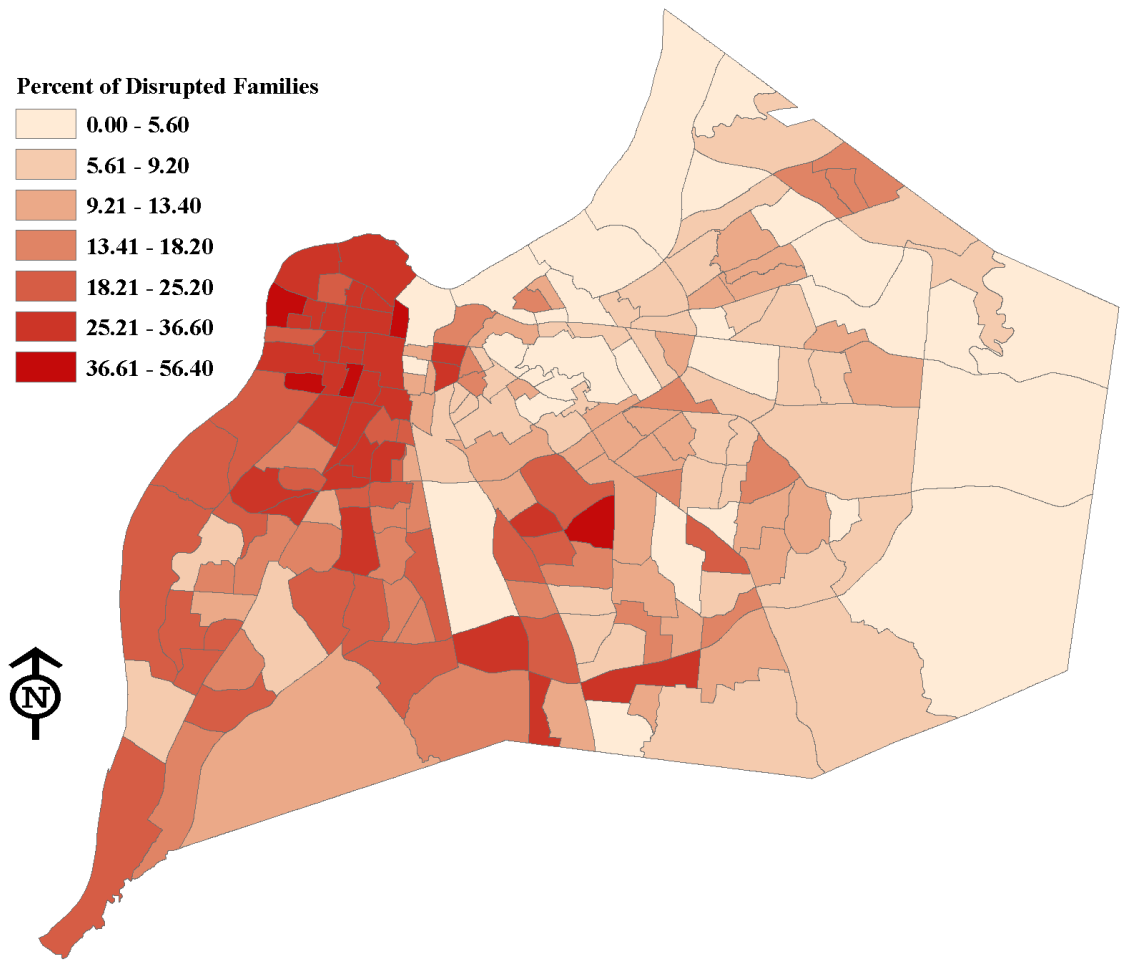 Percent of Disrupted Families
0.00 - 5.60
5.61 - 9.20
9.21 - 13.40
13.41 - 18.20
18.21 - 25.20
25.21 - 36.60
36.61 - 56.40
N